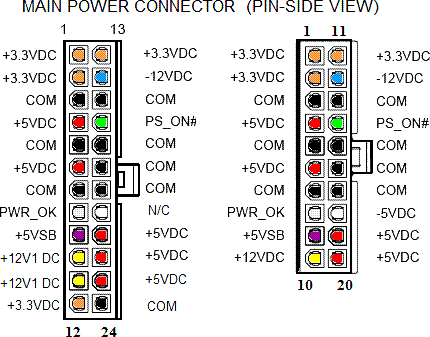 MAIN POWER CONNECTOR (PIN-SIDE VIEW)
1 13
+3.3VDC +3.3VDC
+3.3VDC -12VDC
COM COM
+5VDC PS_ON#
COM COM
+5VDC COM
COM COM
PWR_OK N/C
+5VSB +5VDC
+12V1 DC +5VDC
+12V1 DC +5VDC
+3.3VDC COM
12 24
1 11
+3.3VDC +3.3VDC
+3.3VDC -12VDC
COM COM
+5VDC PS_ON#
COM COM
+5VDC COM
COM COM
PWR_OK -5VDC
+5VSB +5VDC
+12VDC +5VDC
10 20